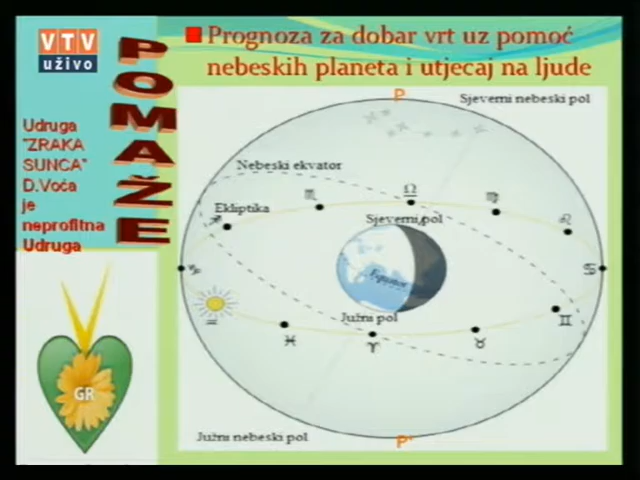 VTV
uživo
POMAŽE
Udruga
"ZRAKA
SUNCA"
D.Voća
je
neprofitna
Udruga
GR
Prognoza za dobar vrt uz pomoć
nebeskih planeta i utjecaj na ljude
P
Sjeverni nebeski pol
Nebeski ekvator
Ekliptika
♏
♎
♍
♌
♐
Sjeverni pol
♑
♋
Equator
Južni pol
♒
♓
♈
♉
♊
Južni nebeski pol
P'